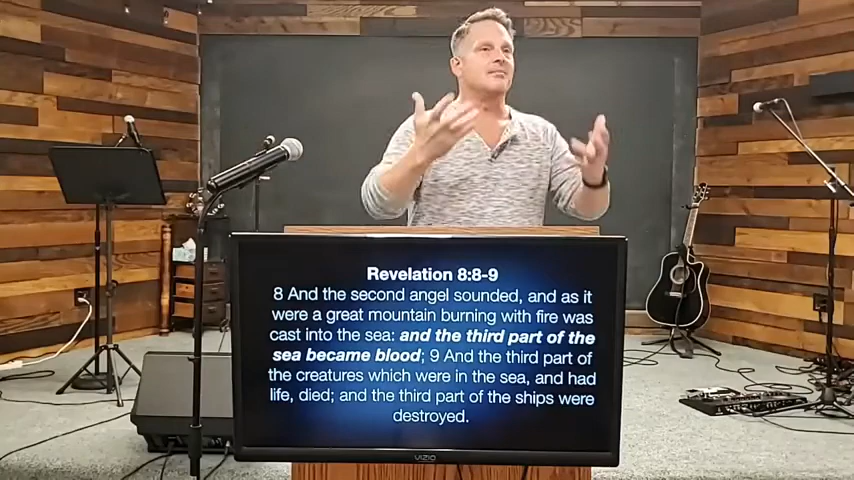 Revelation 8:8-9
8 And the second angel sounded, and as it
were a great mountain burning with fire was
cast into the sea: and the third part of the
sea became blood; 9 And the third part of
the creatures which were in the sea, and had
life, died; and the third part of the ships were
destroyed.
VIZIO